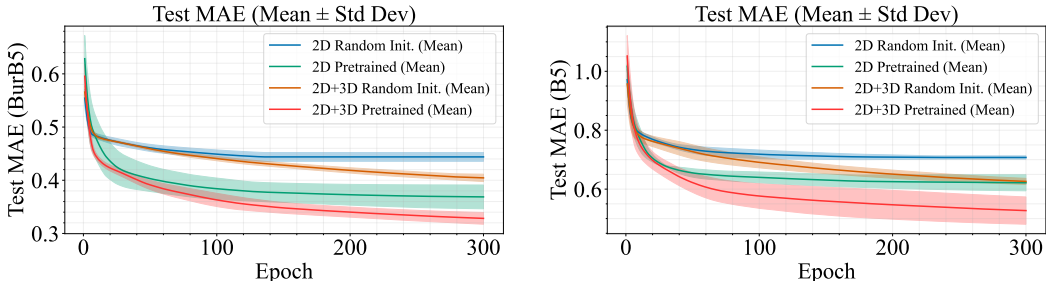 Test MAE (Mean ± Std Dev)
Test MAE (BurB5)
0.6
0.5
0.4
0.3
2D Random Init. (Mean)
2D Pretrained (Mean)
2D+3D Random Init. (Mean)
2D+3D Pretrained (Mean)
0
100
200
300
Epoch
Test MAE (Mean ± Std Dev)
Test MAE (B5)
1.0
0.8
0.6
2D Random Init. (Mean)
2D Pretrained (Mean)
2D+3D Random Init. (Mean)
2D+3D Pretrained (Mean)
0
100
200
300
Epoch